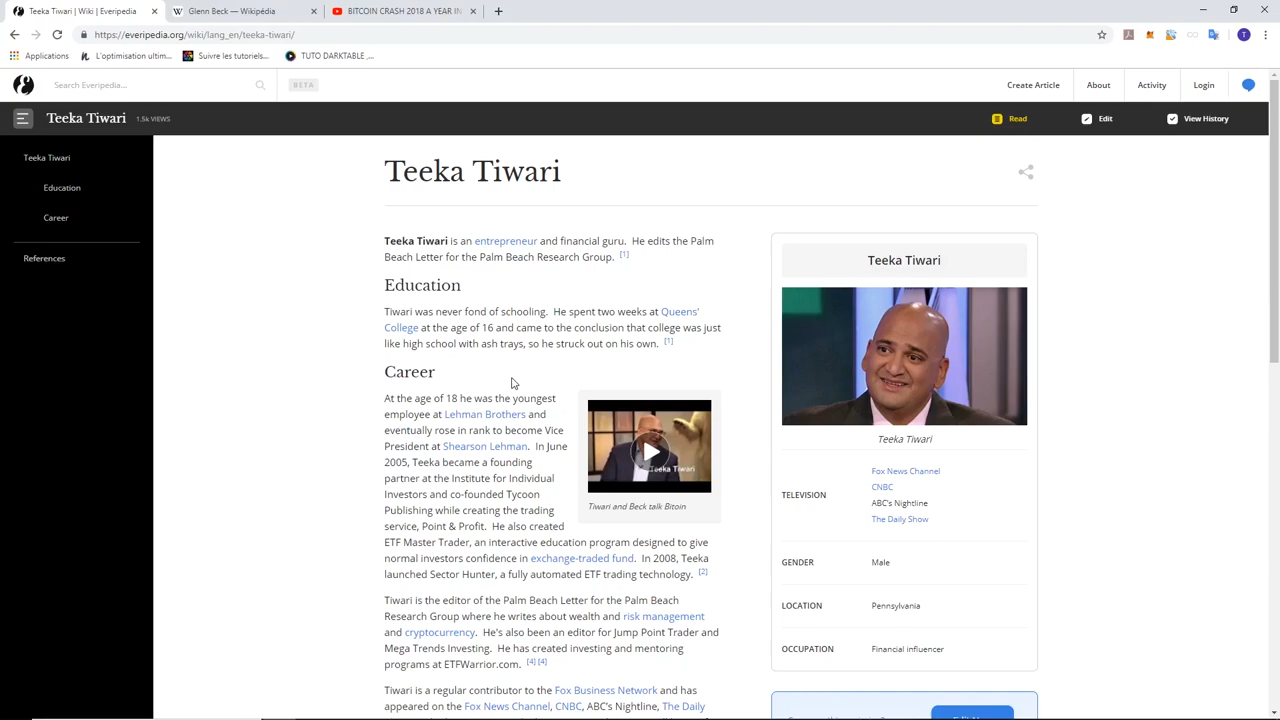 Teeka Tiwari | Wiki | Everipedia
Glenn Beck — Wikipédia
BITCOIN CRASH 2018 A YEAR IN
https://everipedia.org/wiki/lang_en/teeka-tiwari/
T
Applications
L'optimisation ultim...
Suivre les tutoriels...
TUTO DARKTABLE ,...
Search Everipedia...
BETA
Create Article
About
Activity
Login
Teeka Tiwari
1.5k VIEWS
Read
Edit
View History
Teeka Tiwari
Education
Career
References
Teeka Tiwari
Teeka Tiwari is an entrepreneur and financial guru. He edits the Palm
Beach Letter for the Palm Beach Research Group. [1]
Education
Tiwari was never fond of schooling. He spent two weeks at Queens'
College at the age of 16 and came to the conclusion that college was just
like high school with ash trays, so he struck out on his own. [1]
Career
At the age of 18 he was the youngest
employee at Lehman Brothers and
eventually rose in rank to become Vice
President at Shearson Lehman. In June
2005, Teeka became a founding
partner at the Institute for Individual
Investors and co-founded Tycoon
Publishing while creating the trading
service, Point & Profit. He also created
ETF Master Trader, an interactive education program designed to give
normal investors confidence in exchange-traded fund. In 2008, Teeka
launched Sector Hunter, a fully automated ETF trading technology. [2]
Teeka Tiwari
Tiwari and Beck talk Bitoin
Tiwari is the editor of the Palm Beach Letter for the Palm Beach
Research Group where he writes about wealth and risk management
and cryptocurrency. He's also been an editor for Jump Point Trader and
Mega Trends Investing. He has created investing and mentoring
programs at ETFWarrior.com. [4] [4]
Tiwari is a regular contributor to the Fox Business Network and has
appeared on the Fox News Channel, CNBC, ABC's Nightline, The Daily
Teeka Tiwari
Teeka Tiwari
TELEVISION
Fox News Channel
CNBC
ABC's Nightline
The Daily Show
GENDER
Male
LOCATION
Pennsylvania
OCCUPATION
Financial influencer